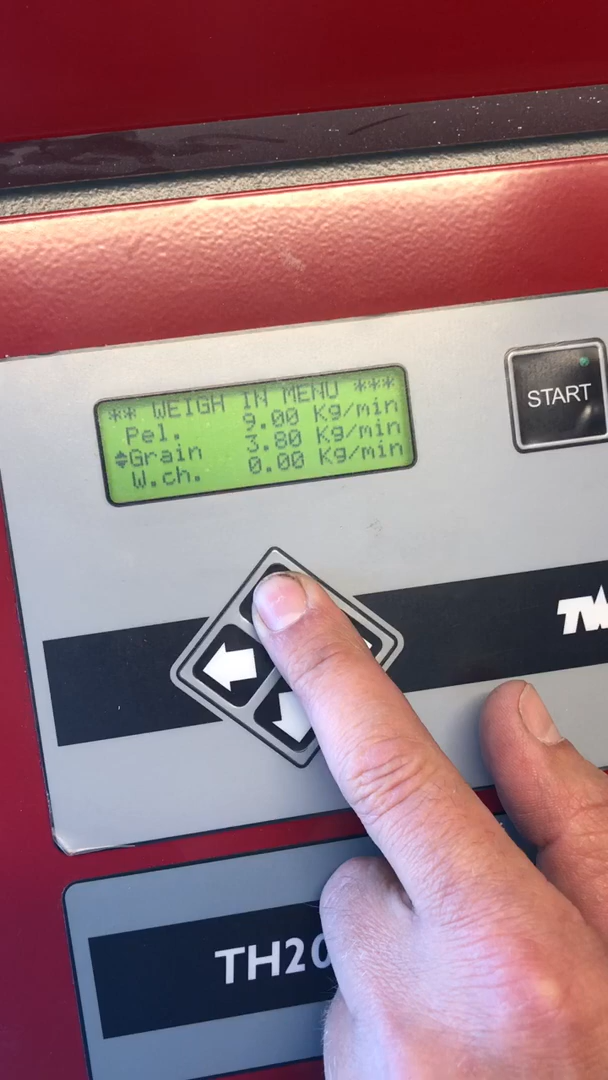 ** WEIGH IN MENU ***
Pel. 9.00 Kg/min
Grain 3.80 Kg/min
W.ch. 0.00 Kg/min
START